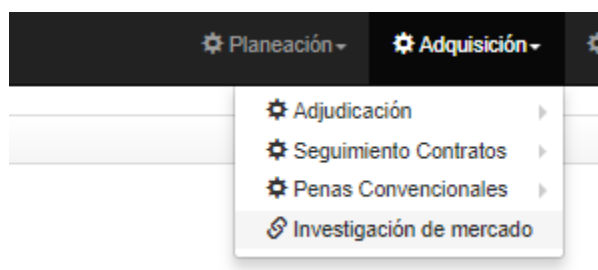 Planeación
Adquisición
Adjudicación
Seguimiento Contratos
Penas Convencionales
Investigación de mercado